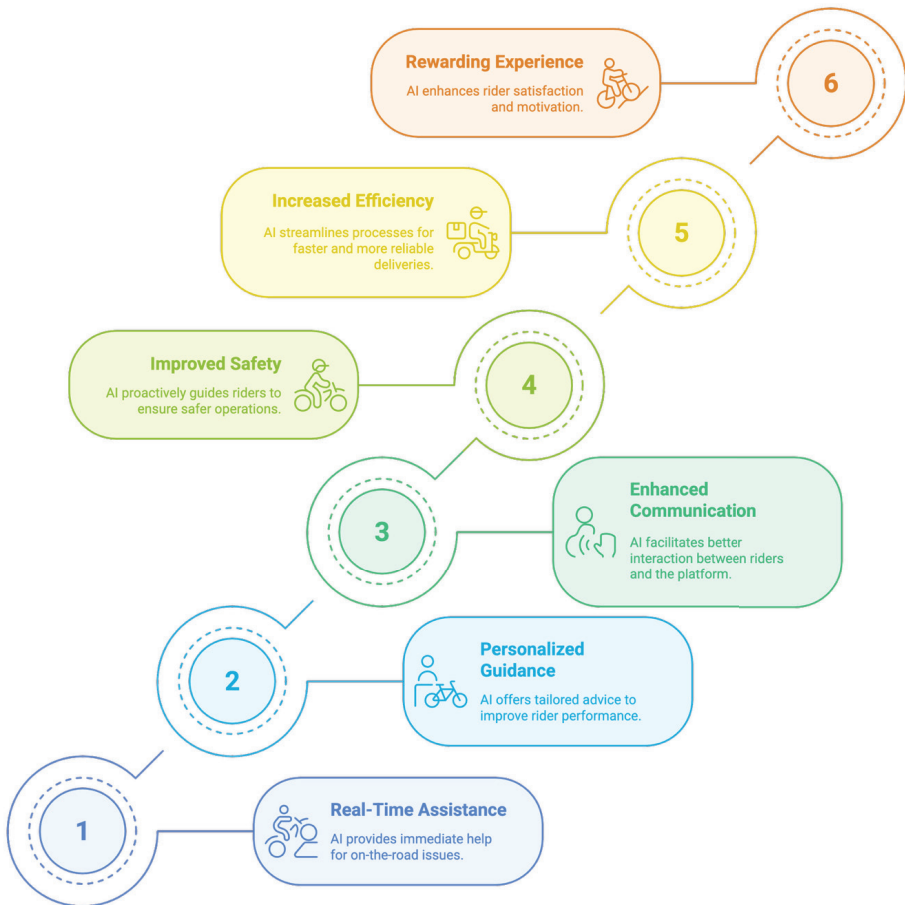 6
Rewarding Experience
AI enhances rider satisfaction
and motivation.
5
Increased Efficiency
AI streamlines processes for
faster and more reliable
deliveries.
4
Improved Safety
AI proactively guides riders to
ensure safer operations.
3
Enhanced
Communication
AI facilitates better
interaction between riders
and the platform.
2
Personalized
Guidance
AI offers tailored advice to
improve rider performance.
1
Real-Time Assistance
AI provides immediate help
for on-the-road issues.